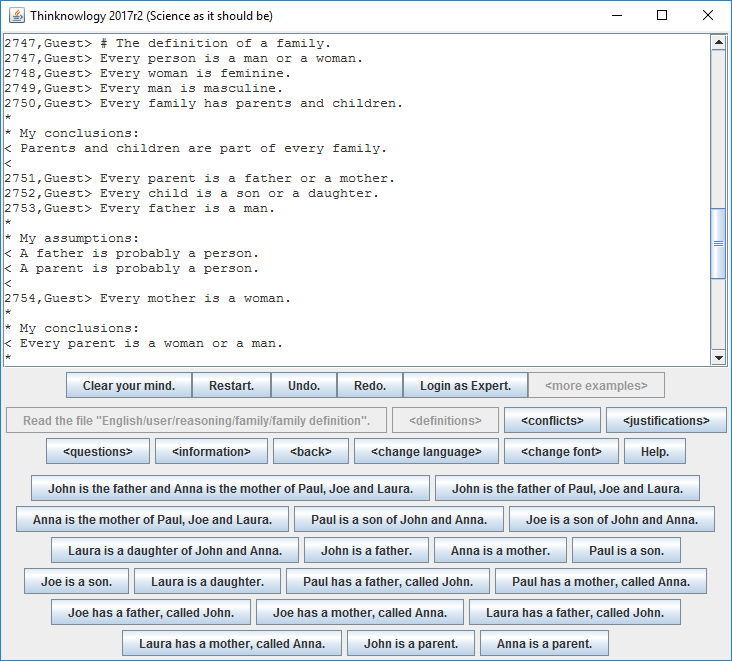 Thinknowlogy 2017r2 (Science as it should be)
2747,Guest> # The definition of a family.
2747,Guest> Every person is a man or a woman.
2748,Guest> Every woman is feminine.
2749,Guest> Every man is masculine.
2750,Guest> Every family has parents and children.
*
* My conclusions:
< Parents and children are part of every family.
<
2751,Guest> Every parent is a father or a mother.
2752,Guest> Every child is a son or a daughter.
2753,Guest> Every father is a man.
*
* My assumptions:
< A father is probably a person.
< A parent is probably a person.
<
2754,Guest> Every mother is a woman.
*
* My conclusions:
< Every parent is a woman or a man.
*
Clear your mind. Restart. Undo. Redo. Login as Expert. <more examples>
Read the file "English/user/reasoning/family/family definition". <definitions> <conflicts> <justifications>
<questions> <information> <back> <change language> <change font> Help.
John is the father and Anna is the mother of Paul, Joe and Laura. John is the father of Paul, Joe and Laura.
Anna is the mother of Paul, Joe and Laura. Paul is a son of John and Anna. Joe is a son of John and Anna.
Laura is a daughter of John and Anna. John is a father. Anna is a mother. Paul is a son.
Joe is a son. Laura is a daughter. Paul has a father, called John. Paul has a mother, called Anna.
Joe has a father, called John. Joe has a mother, called Anna. Laura has a father, called John.
Laura has a mother, called Anna. John is a parent. Anna is a parent.